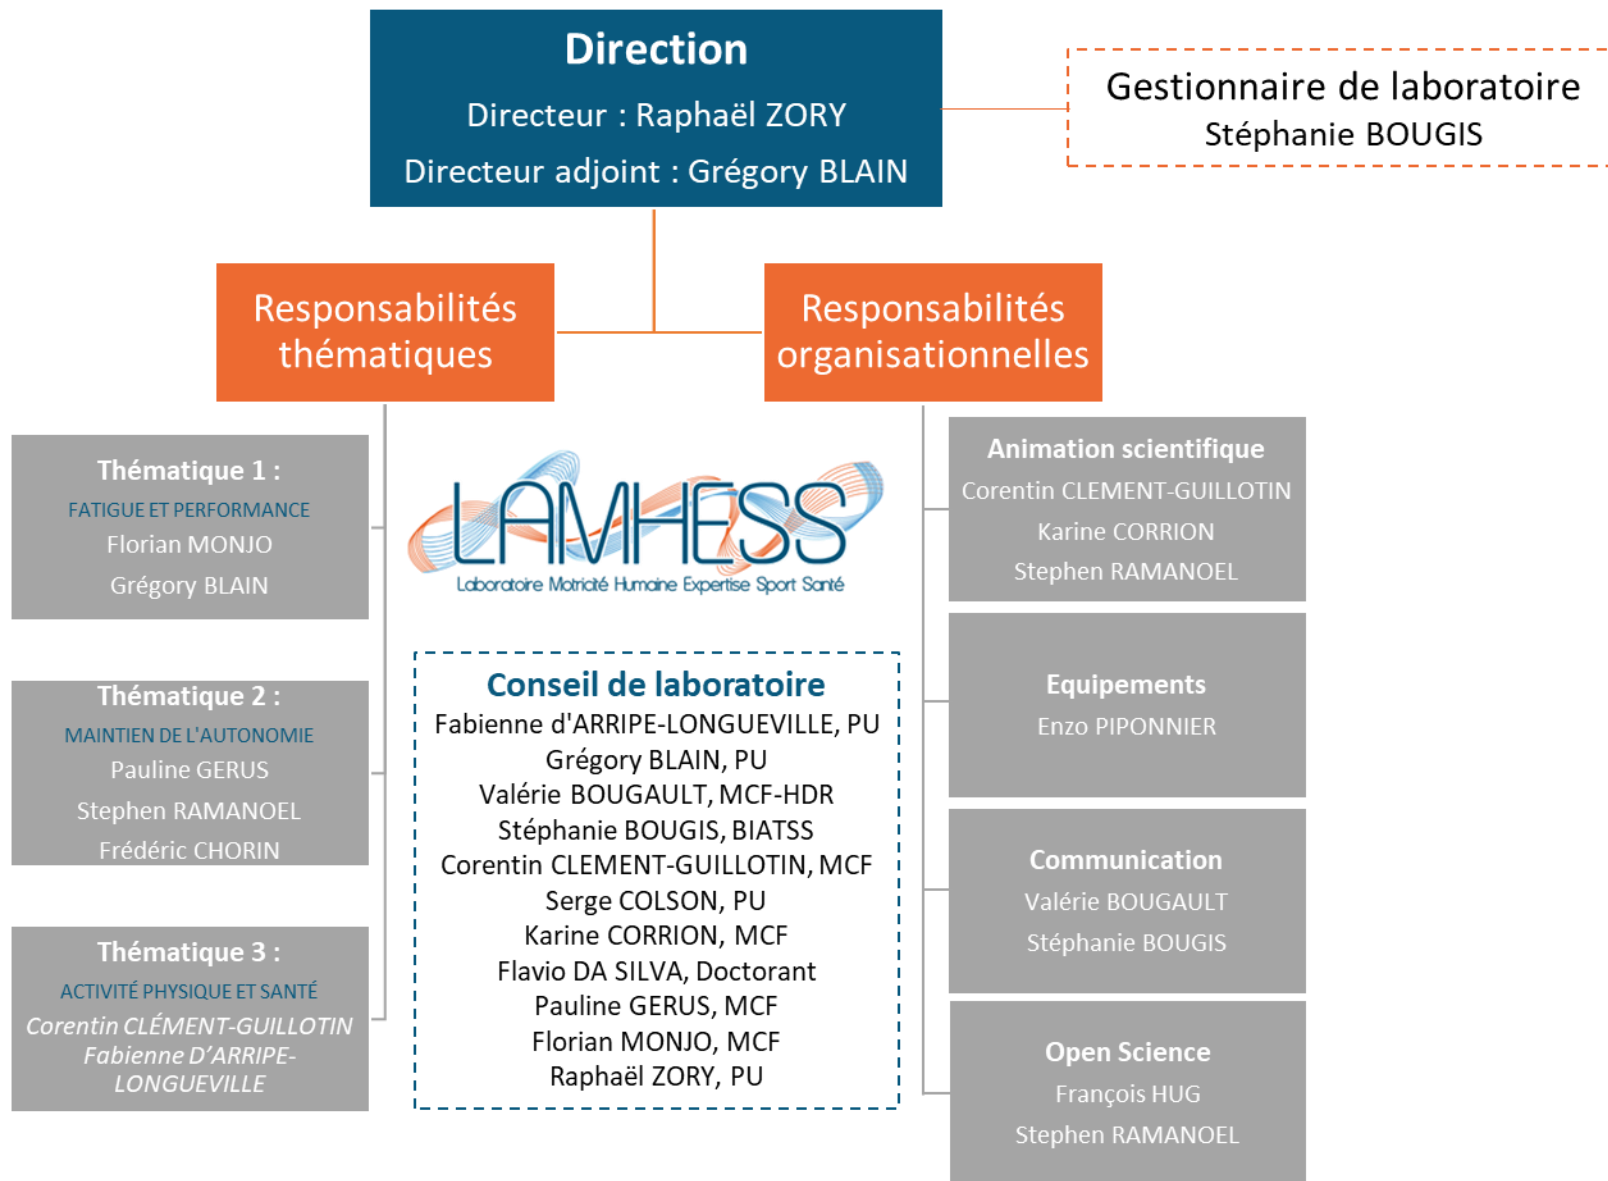 Direction
Directeur : Raphaël ZORY
Directeur adjoint : Grégory BLAIN
Gestionnaire de laboratoire
Stéphanie BOUGIS
Responsabilités
thématiques
Responsabilités
organisationnelles
Thématique 1 :
FATIGUE ET PERFORMANCE
Florian MONJO
Grégory BLAIN
Thématique 2 :
MAINTIEN DE L'AUTONOMIE
Pauline GERUS
Stephen RAMANOEL
Frédéric CHORIN
Thématique 3 :
ACTIVITÉ PHYSIQUE ET SANTÉ
Corentin CLÉMENT-GUILLOTIN
Fabienne D’ARRIPE-
LONGUEVILLE
LAMHESS
Laboratoire Motricité Humaine Expertise Sport Santé
Conseil de laboratoire
Fabienne d'ARRIPE-LONGUEVILLE, PU
Grégory BLAIN, PU
Valérie BOUGAULT, MCF-HDR
Stéphanie BOUGIS, BIATSS
Corentin CLEMENT-GUILLOTIN, MCF
Serge COLSON, PU
Karine CORRION, MCF
Flavio DA SILVA, Doctorant
Pauline GERUS, MCF
Florian MONJO, MCF
Raphaël ZORY, PU
Animation scientifique
Corentin CLEMENT-GUILLOTIN
Karine CORRION
Stephen RAMANOEL
Equipements
Enzo PIPONNIER
Communication
Valérie BOUGAULT
Stéphanie BOUGIS
Open Science
François HUG
Stephen RAMANOEL